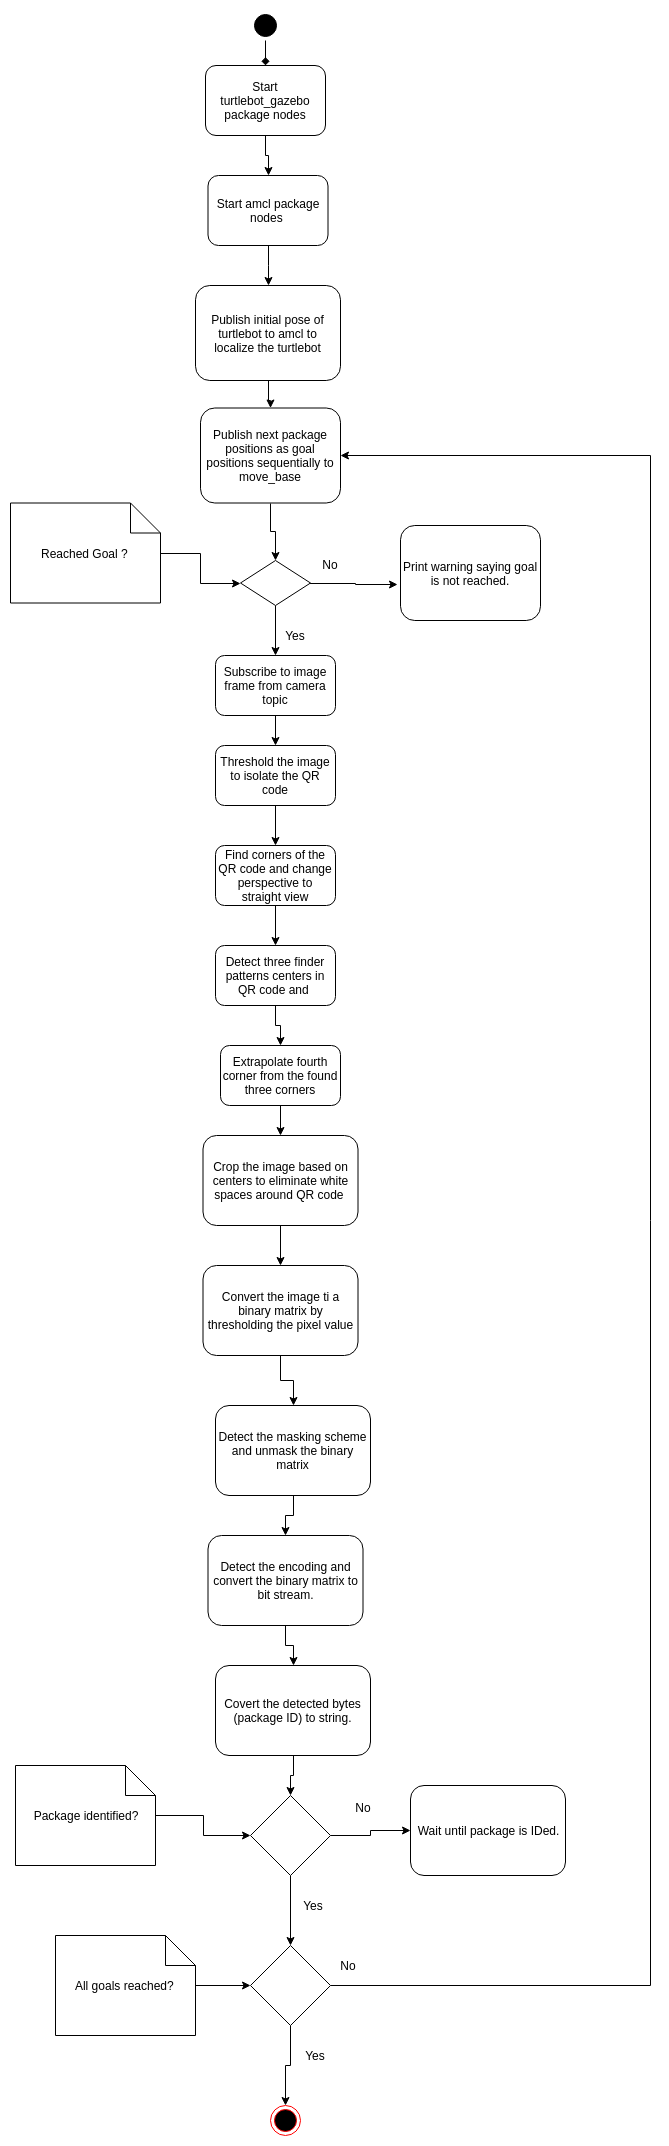 Start
turtlebot_gazebo
package nodes
Start amcl package
nodes
Publish initial pose of
turtlebot to amcl to
localize the turtlebot
Publish next package
positions as goal
positions sequentially to
move_base
Reached Goal ?
No
Print warning saying goal
is not reached.
Yes
Subscribe to image
frame from camera
topic
Threshold the image
to isolate the QR
code
Find corners of the
QR code and change
perspective to
straight view
Detect three finder
patterns centers in
QR code and
Extrapolate fourth
corner from the found
three corners
Crop the image based on
centers to eliminate white
spaces around QR code
Convert the image ti a
binary matrix by
thresholding the pixel value
Detect the masking scheme
and unmask the binary
matrix
Detect the encoding and
convert the binary matrix to
bit stream.
Covert the detected bytes
(package ID) to string.
Package identified?
No
Wait until package is IDed.
Yes
All goals reached?
No
Yes